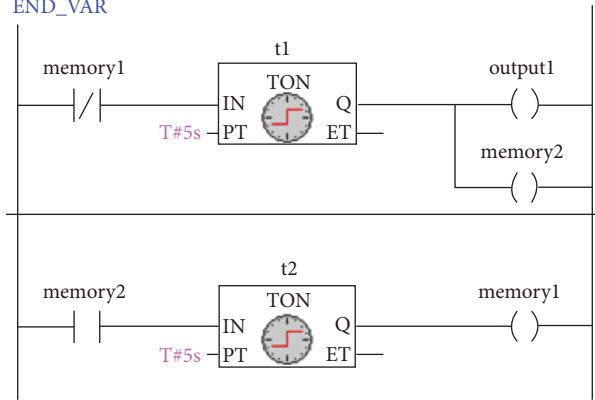 END_VAR
t1
memory1
output1
TON
IN
Q
T#5s
PT
ET
memory2
t2
memory2
memory1
TON
IN
Q
T#5s
PT
ET